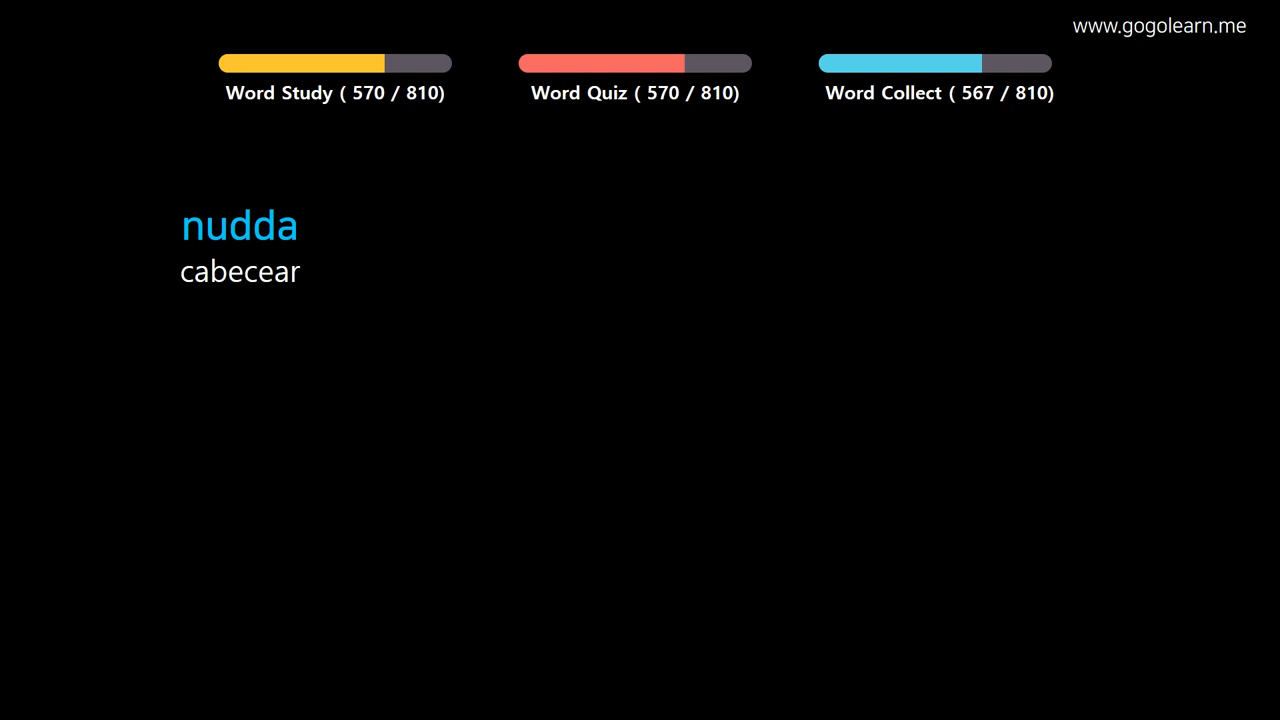 www.gogolearn.me
Word Study ( 570 / 810)
Word Quiz ( 570 / 810)
Word Collect ( 567 / 810)
nudda
cabecear